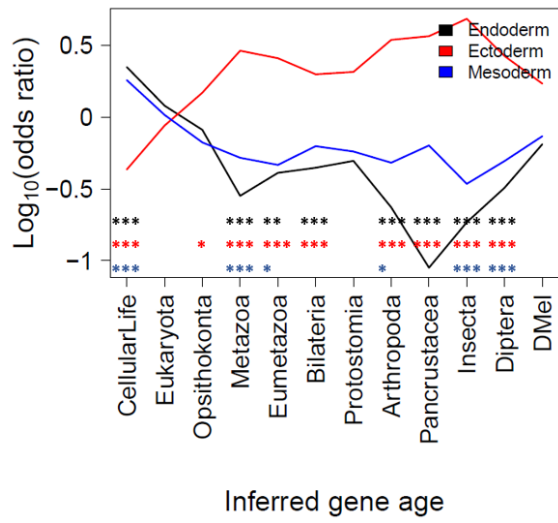 Log10(odds ratio)
0.5
0
−0.5
−1
Endoderm
Ectoderm
Mesoderm
*** *** ** *** *** *** *** ***
*** * *** *** *** *** *** *** ***
*** *** * * *** ***
CellularLife
Eukaryota
Opsithokonta
Metazoa
Eumetazoa
Bilateria
Protostomia
Arthropoda
Pancrustacea
Insecta
Diptera
DMel
Inferred gene age